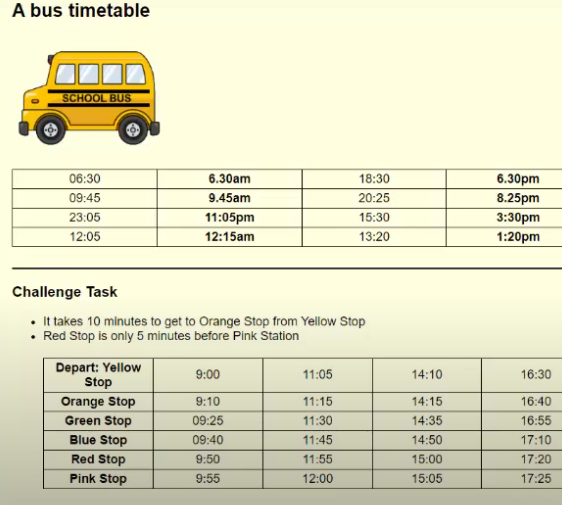 A bus timetable
SCHOOL BUS
06:30 6.30am 18:30 6.30pm
09:45 9.45am 20:25 8.25pm
23:05 11:05pm 15:30 3:30pm
12:05 12:15am 13:20 1:20pm
Challenge Task
• It takes 10 minutes to get to Orange Stop from Yellow Stop
• Red Stop is only 5 minutes before Pink Station
Depart: Yellow
Stop 9:00 11:05 14:10 16:30
Orange Stop 9:10 11:15 14:15 16:40
Green Stop 09:25 11:30 14:35 16:55
Blue Stop 09:40 11:45 14:50 17:10
Red Stop 9:50 11:55 15:00 17:20
Pink Stop 9:55 12:00 15:05 17:25